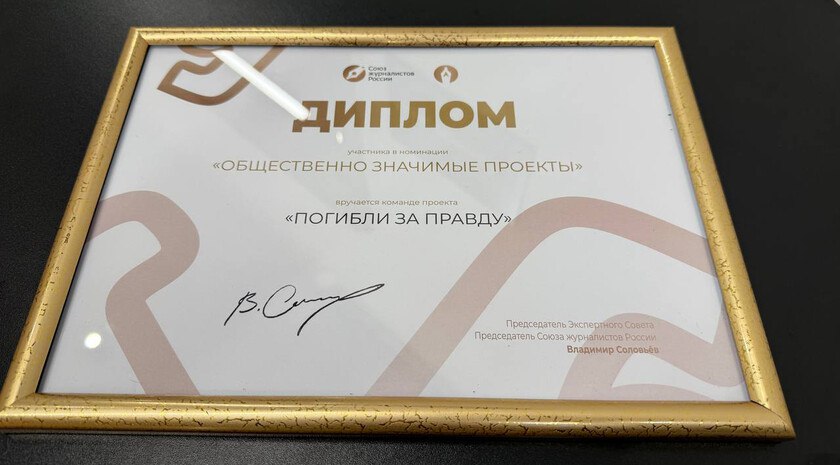 Союз
журналистов
России
ДИПЛОМ
участника в номинации
«ОБЩЕСТВЕННО ЗНАЧИМЫЕ ПРОЕКТЫ»
вручается команде проекта
«ПОГИБЛИ ЗА ПРАВДУ»
Председатель Экспертного Совета
Председатель Союза журналистов России
Владимир Соловьёв